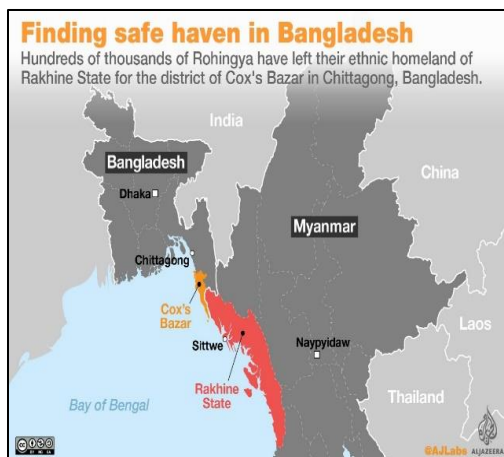 Finding safe haven in Bangladesh
Hundreds of thousands of Rohingya have left their ethnic homeland of
Rakhine State for the district of Cox's Bazar in Chittagong, Bangladesh.
India
Bangladesh
Dhaka
China
Myanmar
Chittagong
Cox's
Bazar
Sittwe
Naypyidaw
Laos
Rakhine
State
Bay of Bengal
Thailand
@AJLabs
ALJAZEERA